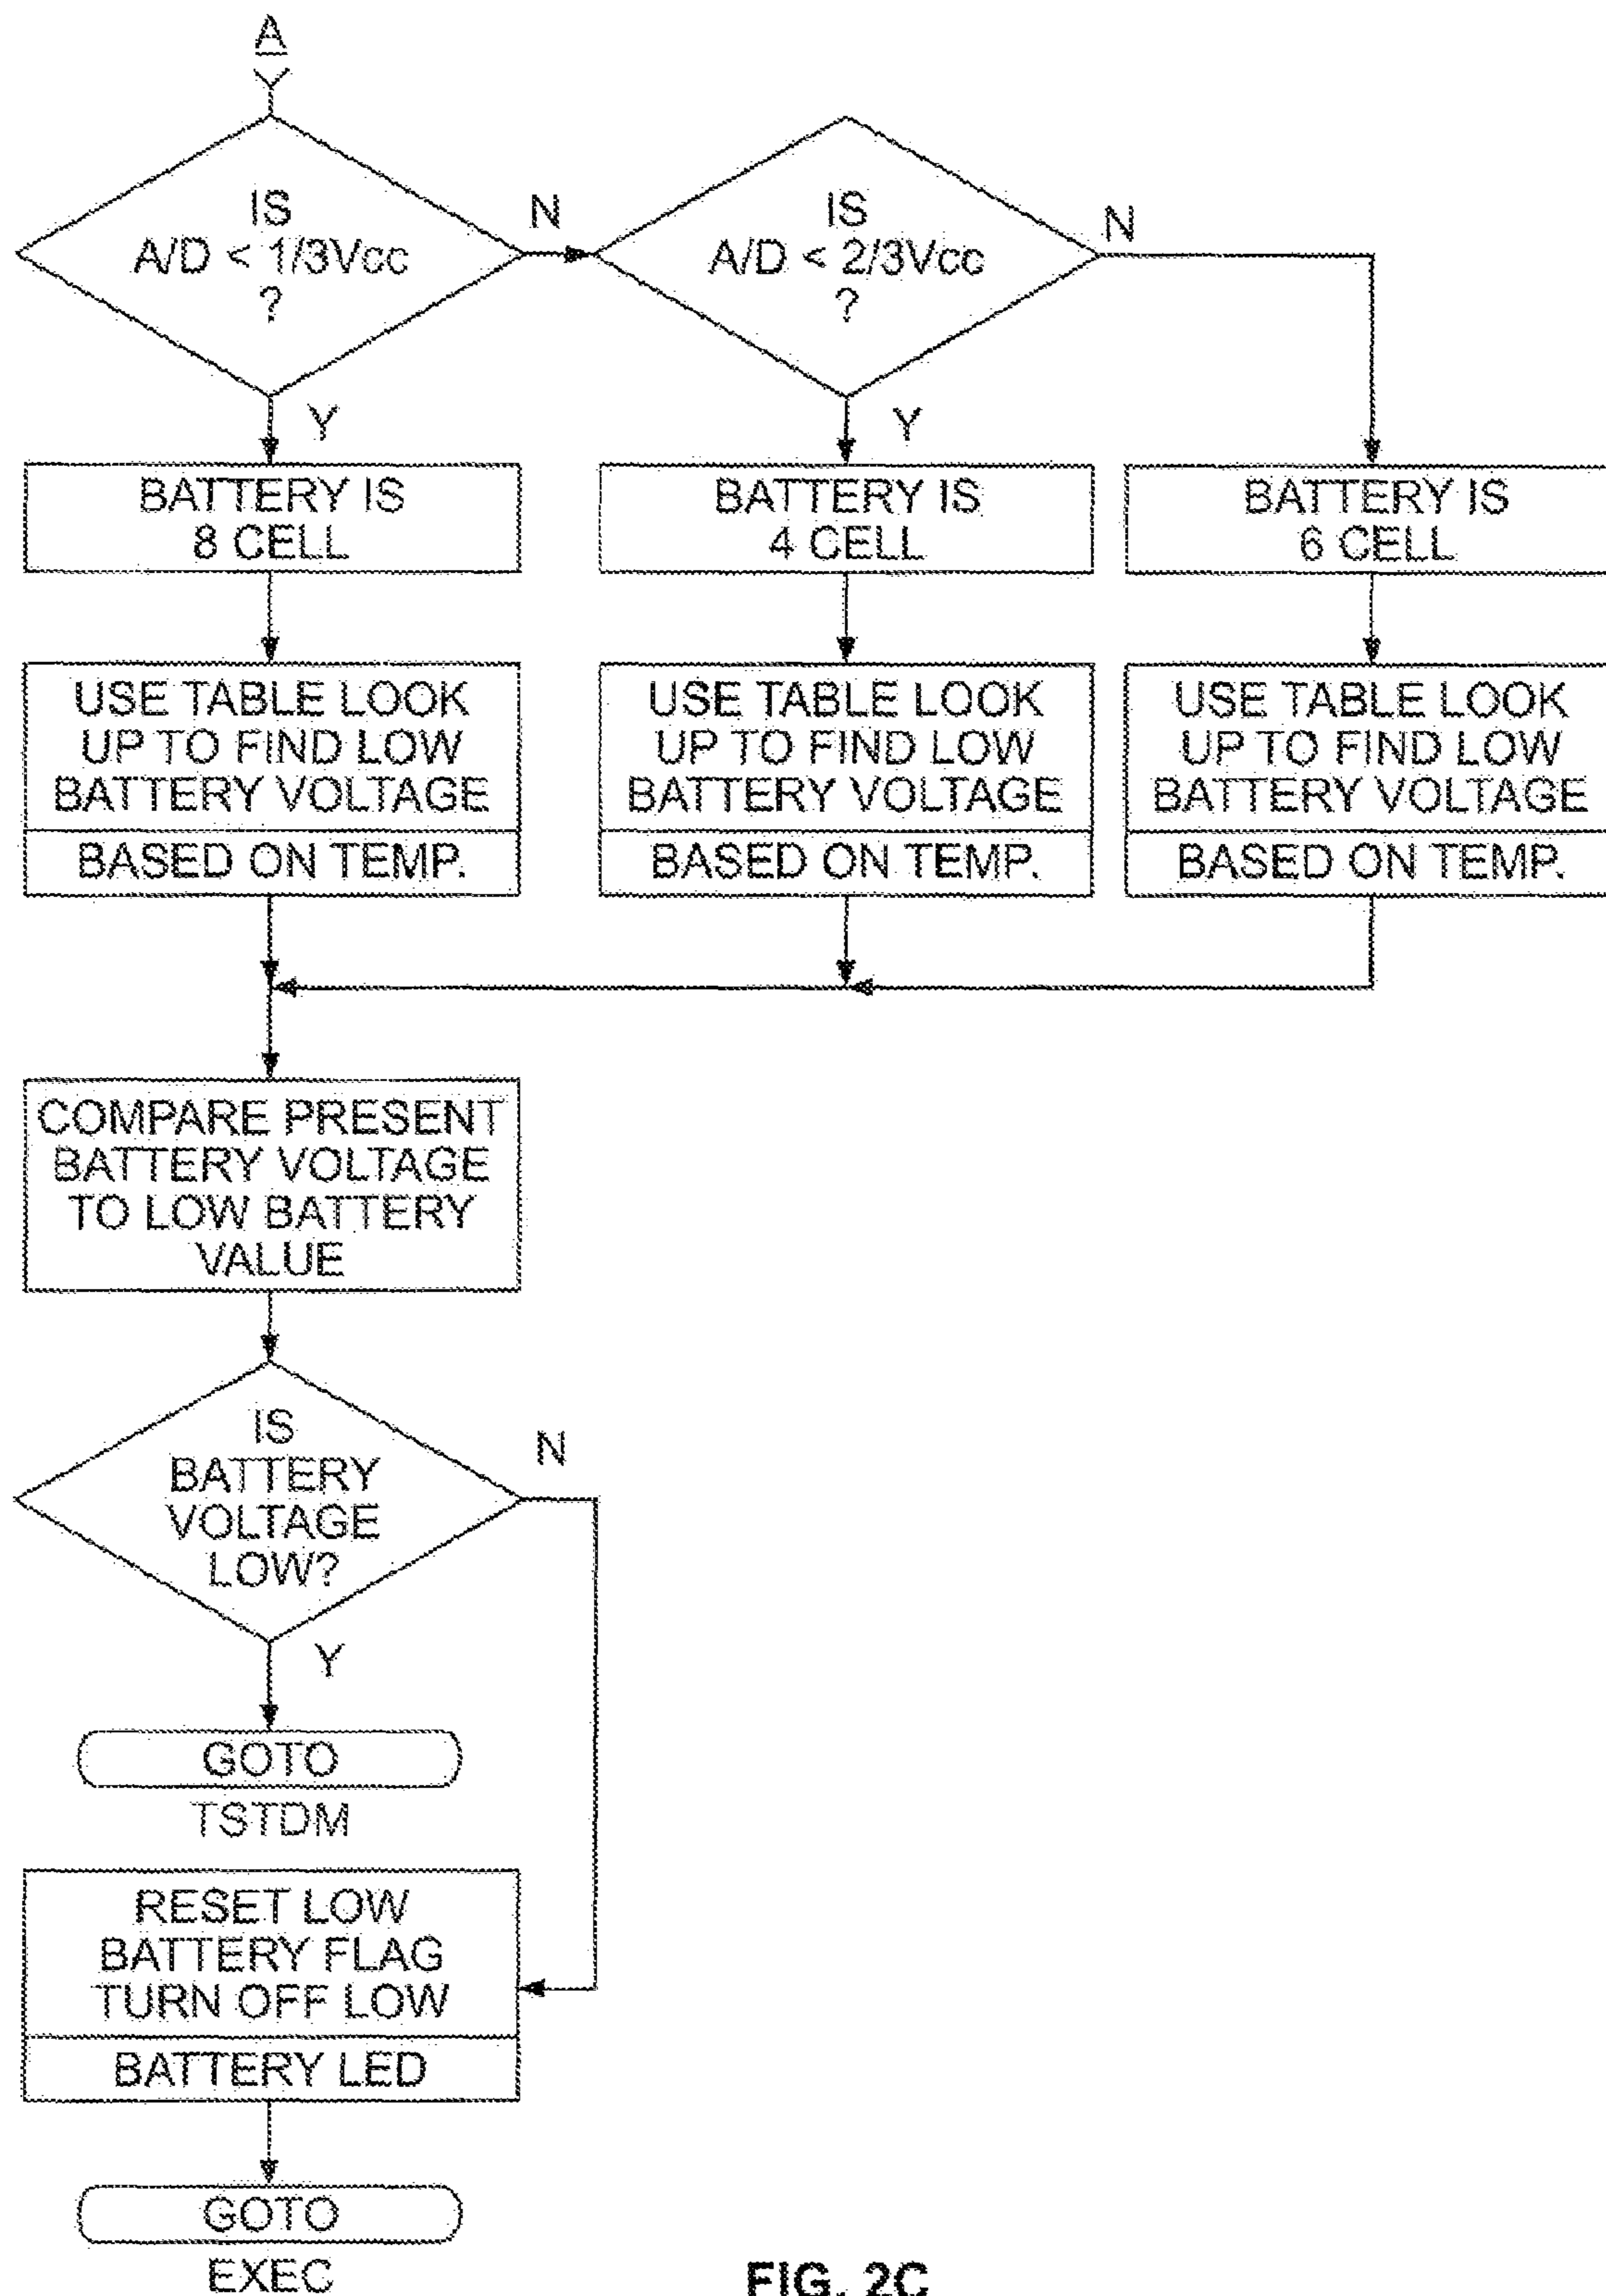 A
IS
A/D < 1/3Vcc
?
N
IS
A/D < 2/3Vcc
?
N
Y
Y
BATTERY IS
8 CELL
BATTERY IS
4 CELL
BATTERY IS
6 CELL
USE TABLE LOOK
UP TO FIND LOW
BATTERY VOLTAGE
BASED ON TEMP.
USE TABLE LOOK
UP TO FIND LOW
BATTERY VOLTAGE
BASED ON TEMP.
USE TABLE LOOK
UP TO FIND LOW
BATTERY VOLTAGE
BASED ON TEMP.
COMPARE PRESENT
BATTERY VOLTAGE
TO LOW BATTERY
VALUE
IS
BATTERY
VOLTAGE
LOW?
N
Y
GOTO
TSTDM
RESET LOW
BATTERY FLAG
TURN OFF LOW
BATTERY LED
GOTO
EXEC
FIG. 2C